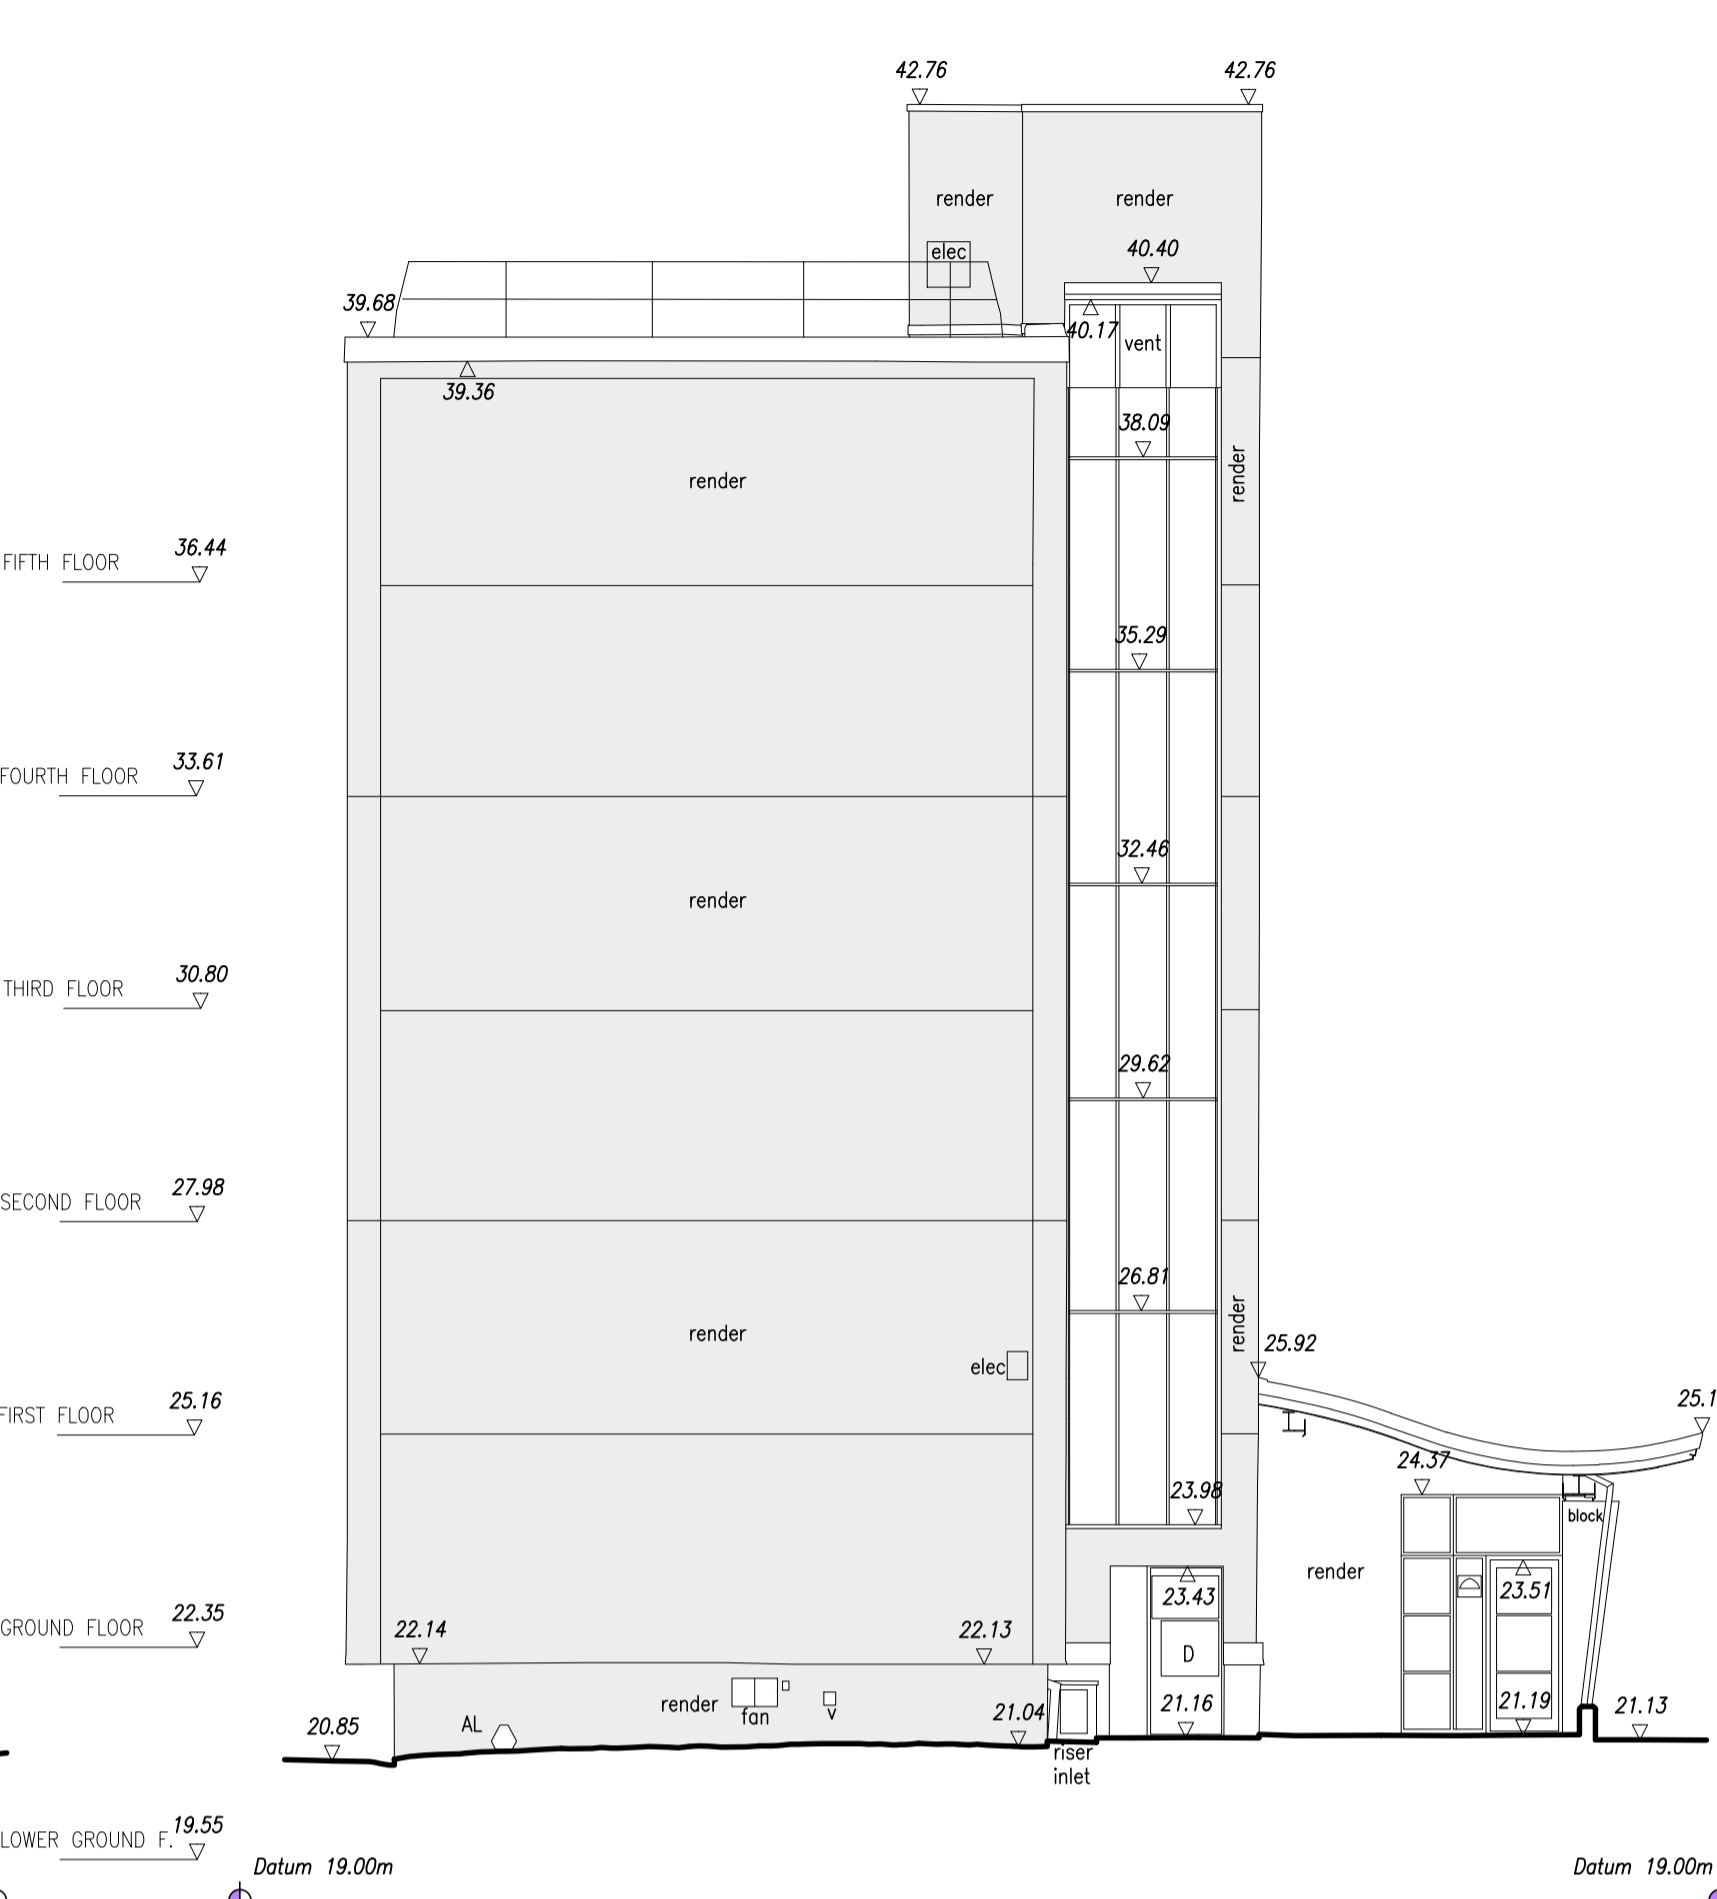 42.76 42.76
render render
elec 40.40
39.68
40.17 vent
39.36
38.09
render render
FIFTH FLOOR 36.44
35.29
FOURTH FLOOR 33.61
32.46
render
THIRD FLOOR 30.80
29.62
SECOND FLOOR 27.98
26.81
render render
25.92
elec
FIRST FLOOR 25.16
25.1
24.37
23.98
block
render
23.43 23.51
GROUND FLOOR 22.35
22.14 22.13
D
render fan v
21.16 21.19 21.13
20.85 AL 21.04
riser
inlet
LOWER GROUND F. 19.55
Datum 19.00m Datum 19.00m